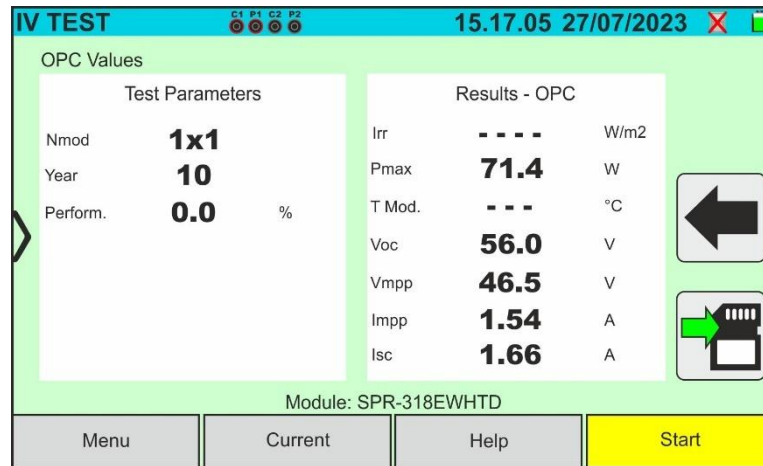 IV TEST C1 P1 C2 P2 15.17.05 27/07/2023
OPC Values
Test Parameters
Nmod 1x1
Year 10
Perform. 0.0 %
Results - OPC
Irr - - - - W/m2
Pmax 71.4 W
T Mod. - - - °C
Voc 56.0 V
Vmpp 46.5 V
Impp 1.54 A
Isc 1.66 A
Module: SPR-318EWHTD
Menu Current Help Start